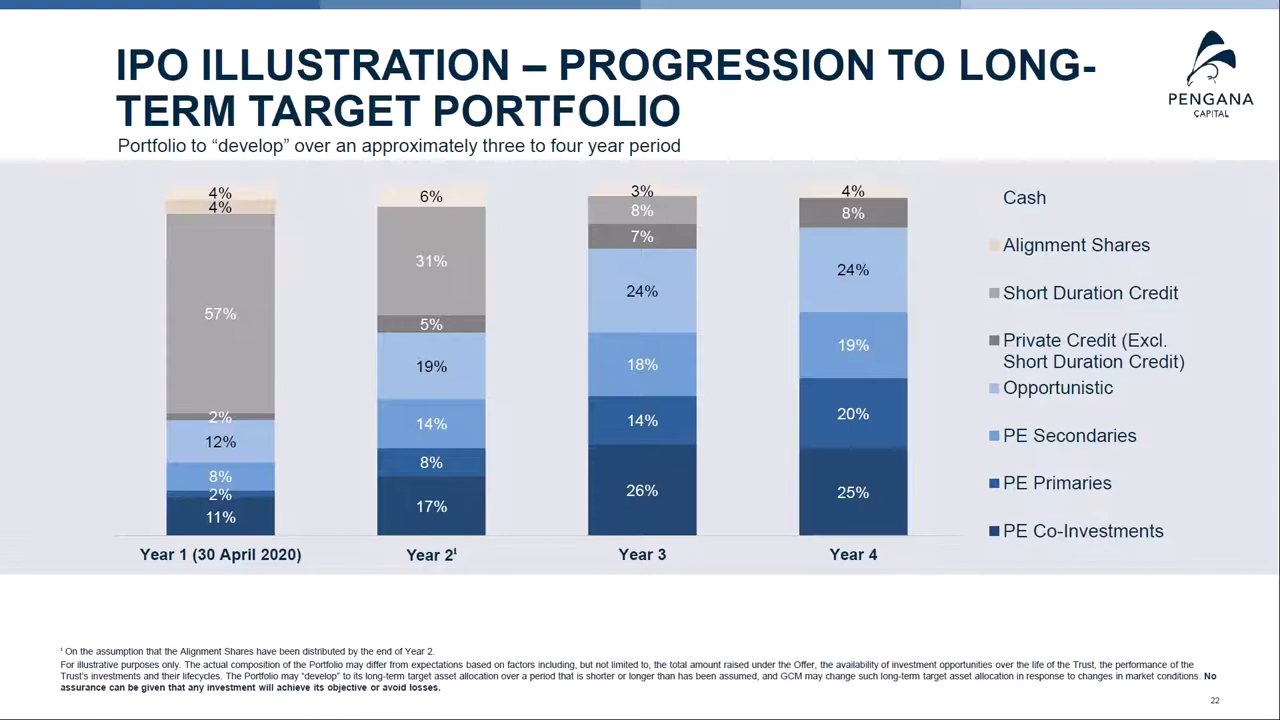 IPO ILLUSTRATION – PROGRESSION TO LONG-
TERM TARGET PORTFOLIO
Portfolio to “develop” over an approximately three to four year period
PENGANA
CAPITAL
4%
4%
57%
2%
12%
8%
2%
11%
Year 1 (30 April 2020)
6%
31%
5%
19%
14%
8%
17%
Year 2¹
3%
8%
7%
24%
18%
14%
26%
Year 3
4%
8%
24%
19%
20%
25%
Year 4
Cash
Alignment Shares
Short Duration Credit
Private Credit (Excl.
Short Duration Credit)
Opportunistic
PE Secondaries
PE Primaries
PE Co-Investments
¹ On the assumption that the Alignment Shares have been distributed by the end of Year 2.
For illustrative purposes only. The actual composition of the Portfolio may differ from expectations based on factors including, but not limited to, the total amount raised under the Offer, the availability of investment opportunities over the life of the Trust, the performance of the
Trust's investments and their lifecycles. The Portfolio may “develop” to its long-term target asset allocation over a period that is shorter or longer than has been assumed, and GCM may change such long-term target asset allocation in response to changes in market conditions. No
assurance can be given that any investment will achieve its objective or avoid losses.
22